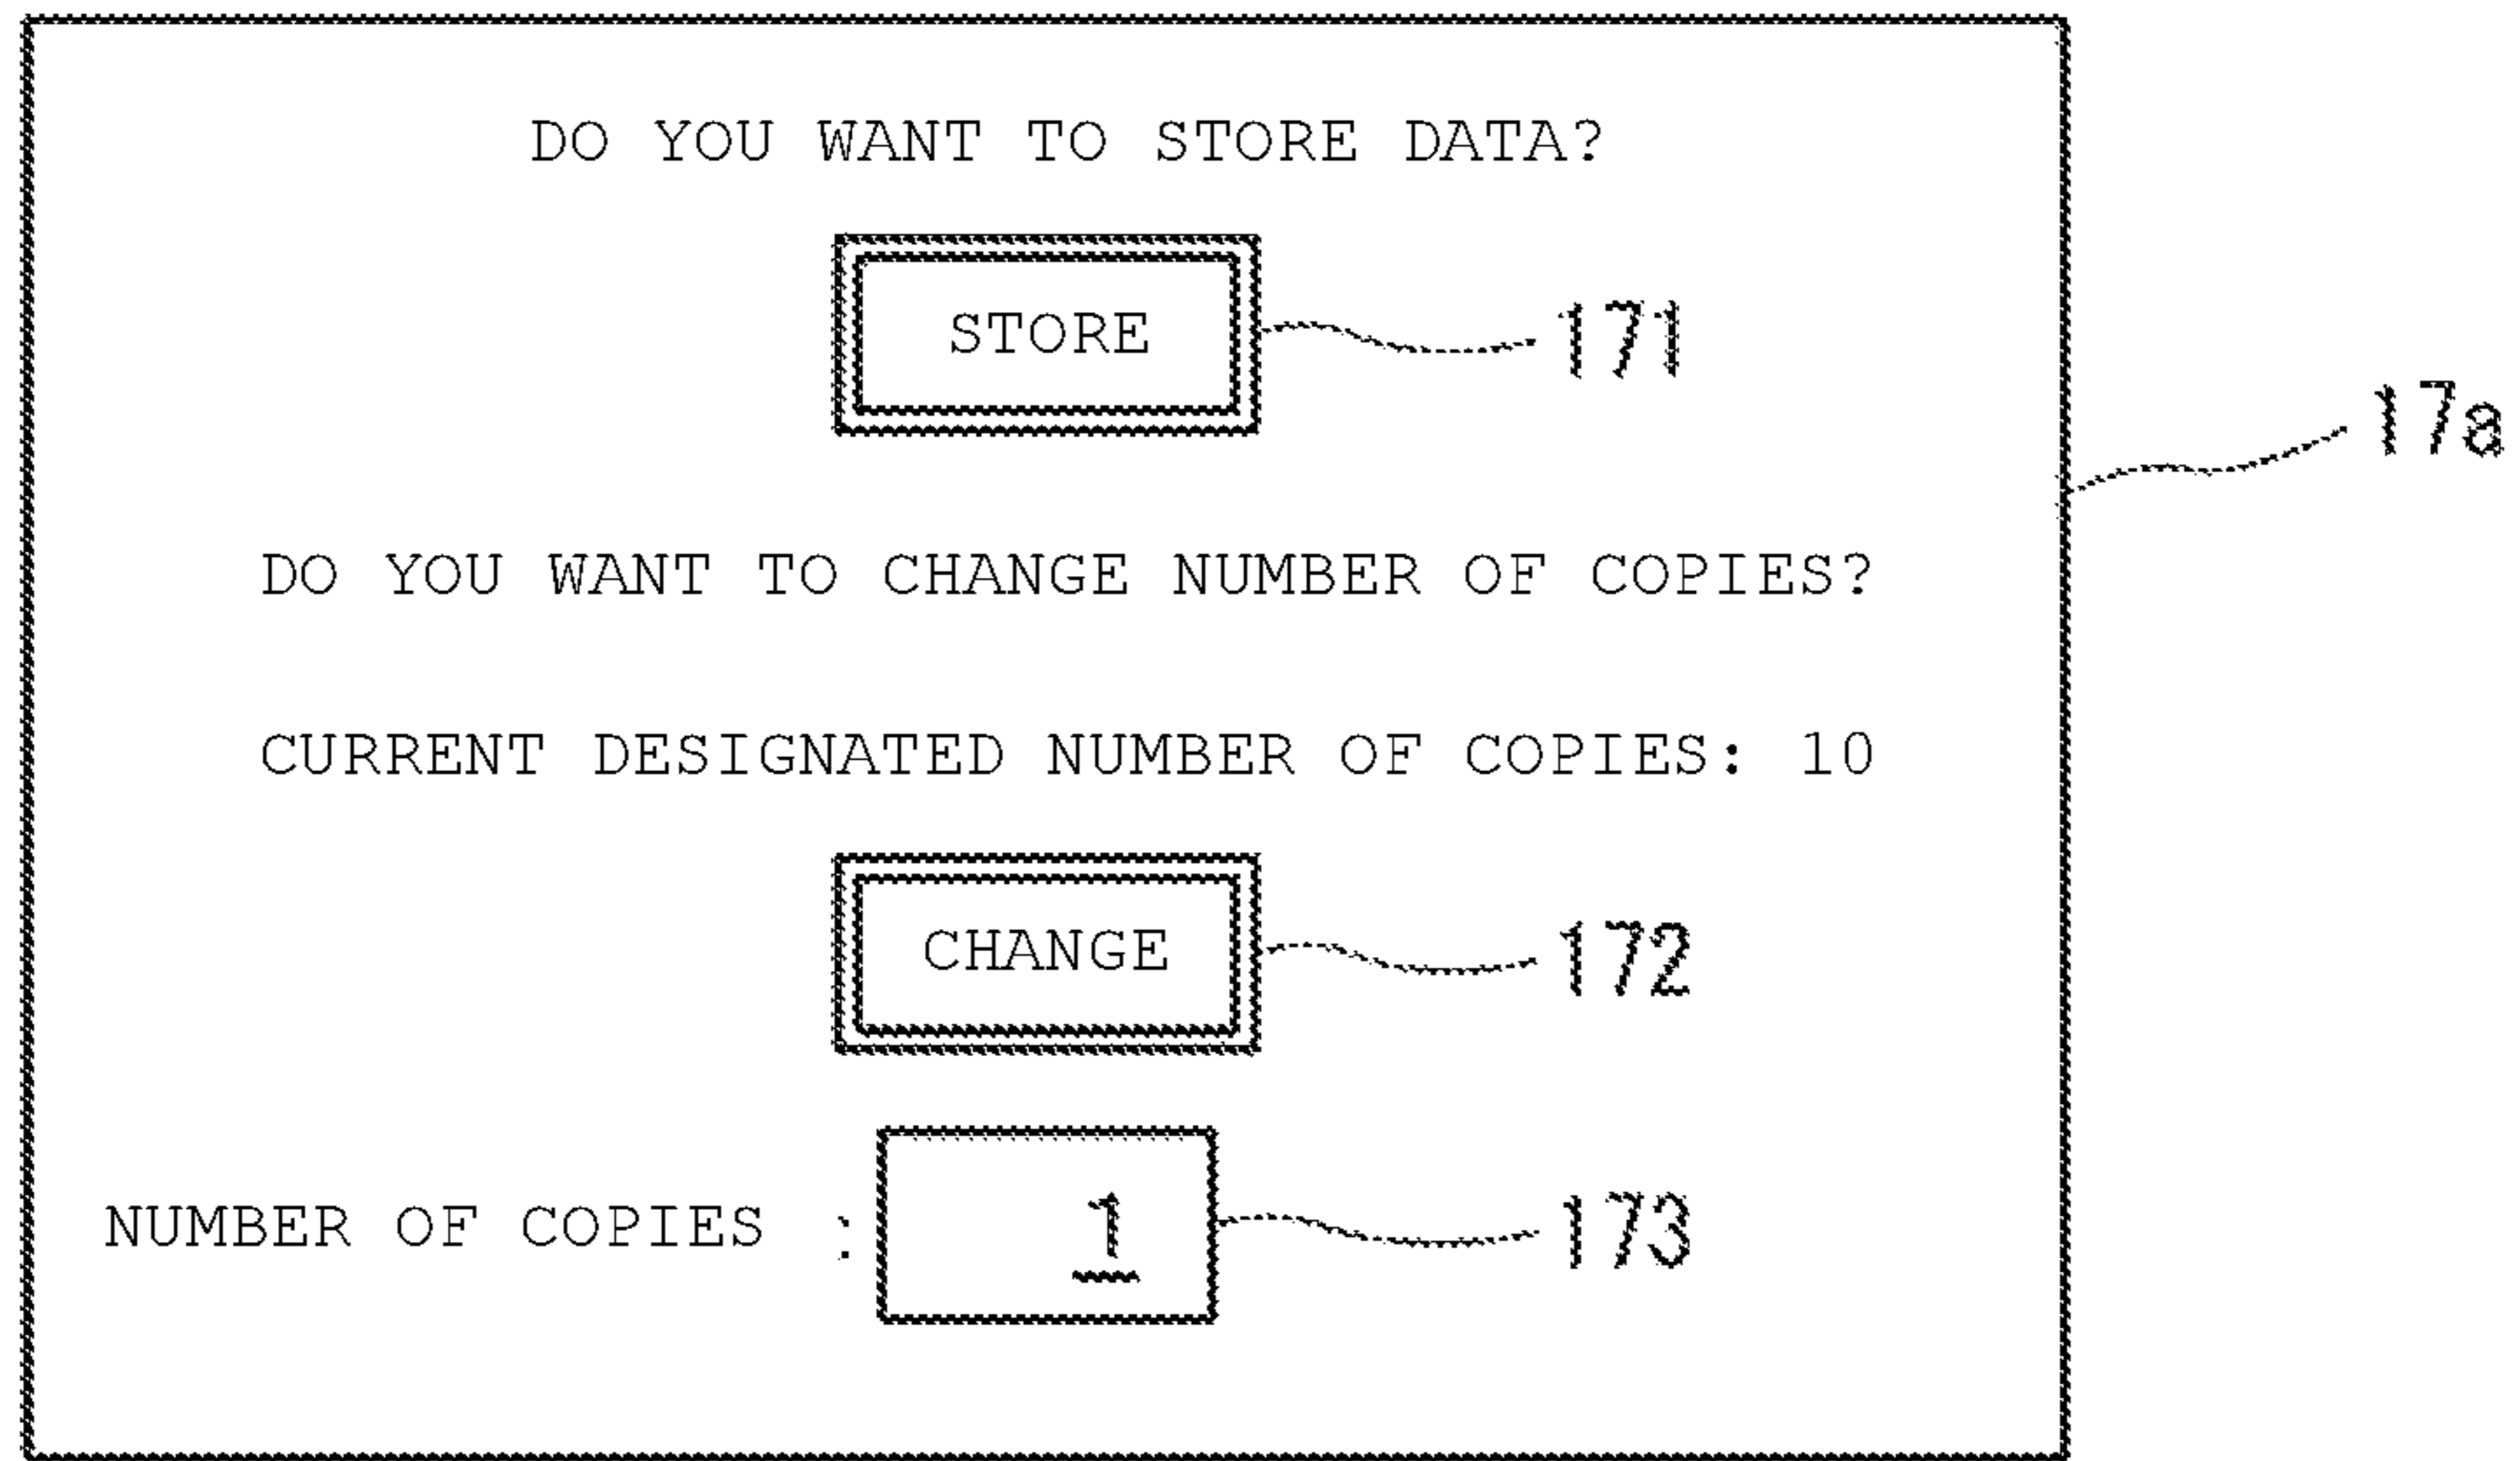 DO YOU WANT TO STORE DATA?
STORE
171
17a
DO YOU WANT TO CHANGE NUMBER OF COPIES?
CURRENT DESIGNATED NUMBER OF COPIES: 10
CHANGE
172
NUMBER OF COPIES : 1
173